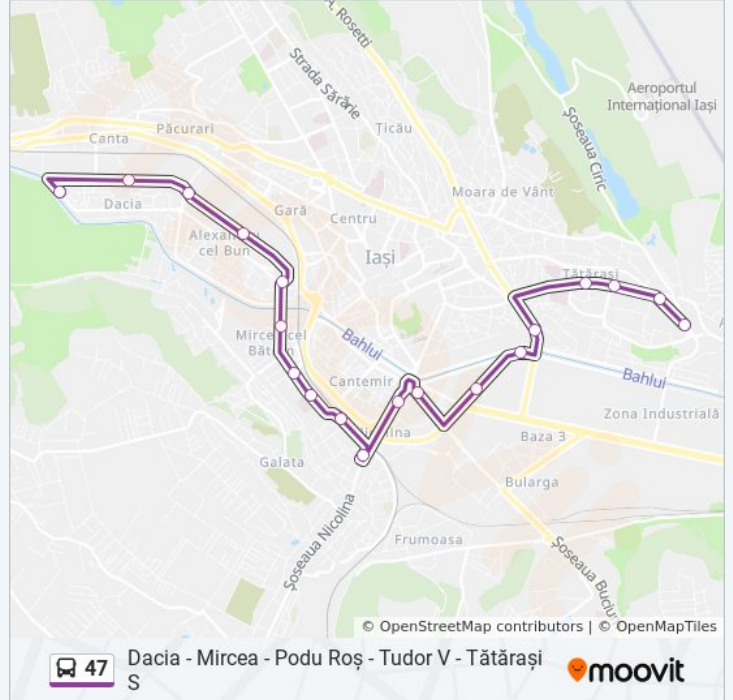 A. Rosetti
Strada Sărărie
Aeroportul
Internațional Iași
Șoseaua Ciric
Păcurari
Canta
Țicău
Moara de Vânt
Dacia
Gară
Centru
Alexandru
cel Bun
Iași
Tătărași
Mircea cel
Bătrân
Bahlui
Cantemir
Bahlui
Zona Industrială
Nicolina
Baza 3
Galata
Bularga
Șoseaua Nicolina
Frumoasa
Șoseaua Buciu
© OpenStreetMap contributors | © OpenMapTiles
47
Dacia - Mircea - Podu Roș - Tudor V - Tătărași
S
moovit